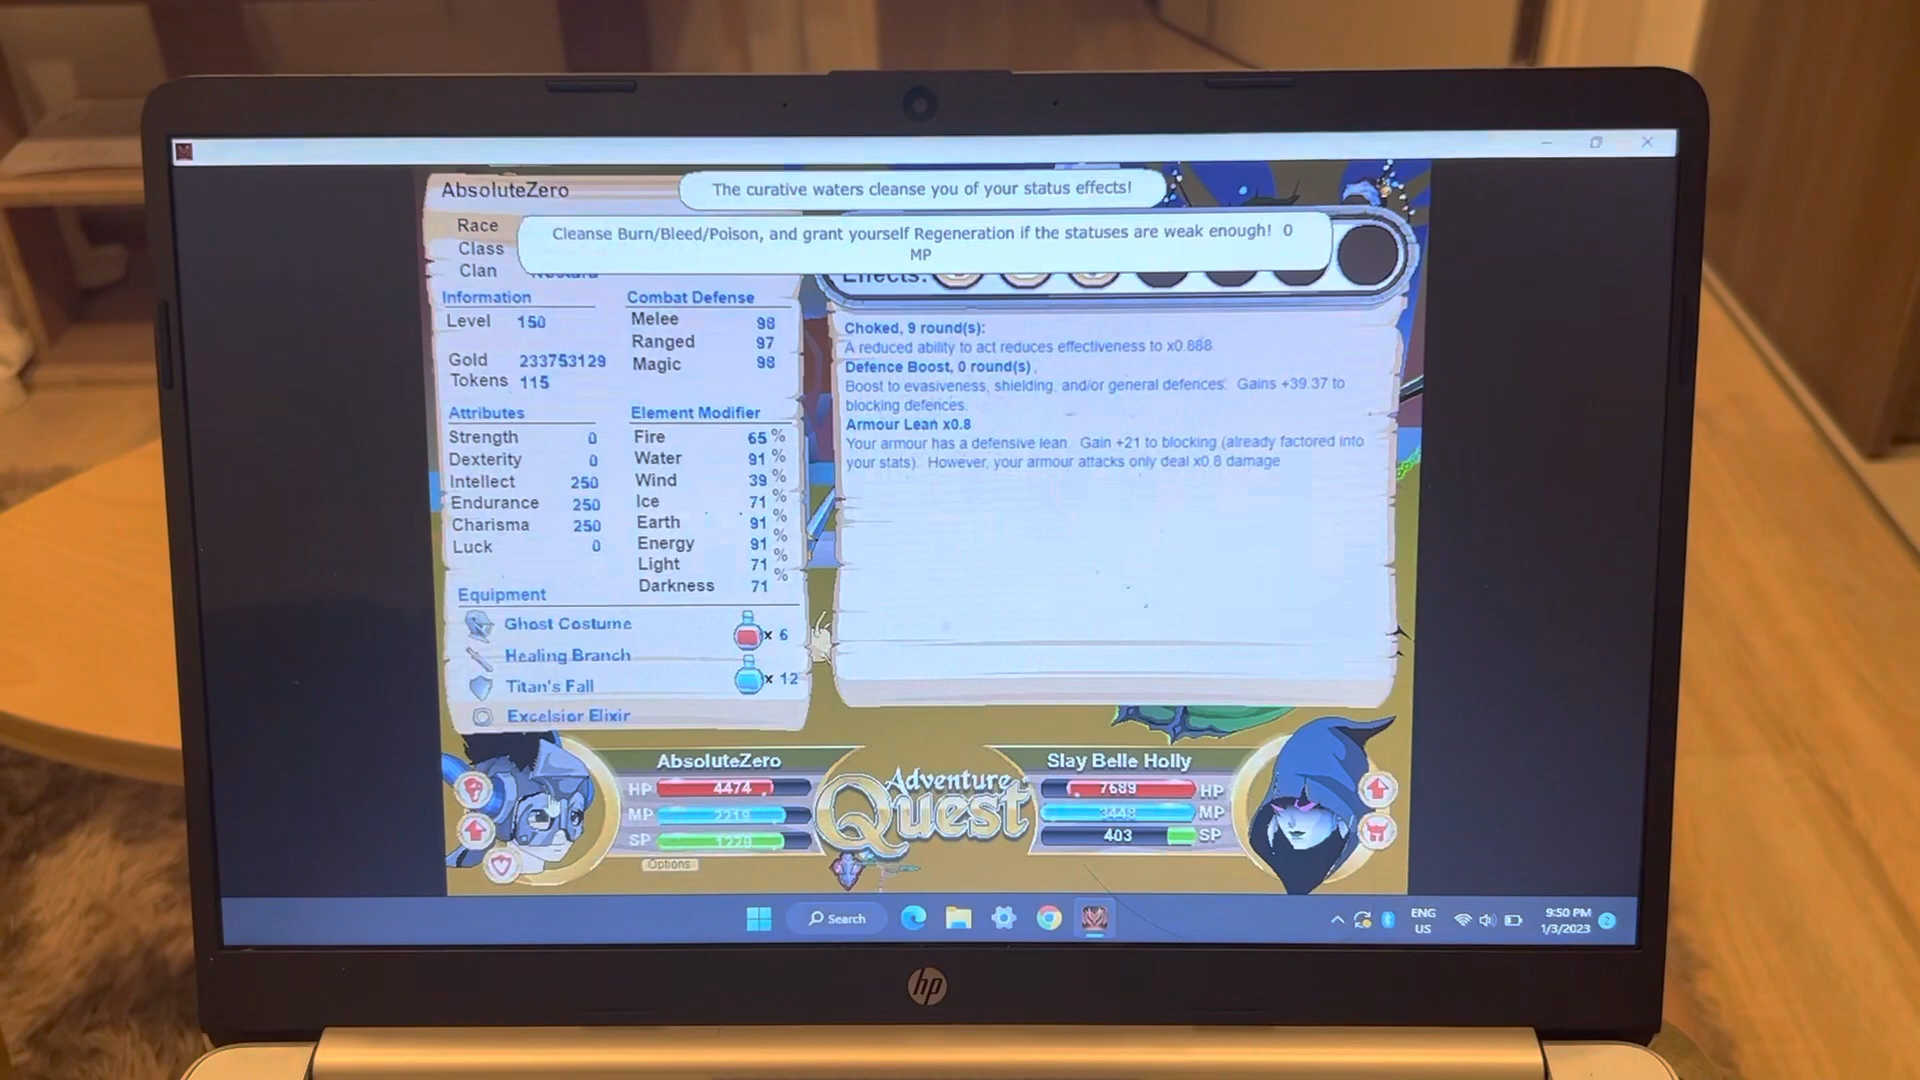 AbsoluteZero
The curative waters cleanse you of your status effects!
Race
Cleanse Burn/Bleed/Poison, and grant yourself Regeneration if the statuses are weak enough! 0
MP
Class
Clan
Effects:
Information
Level 150
Gold 233753129
Tokens 115
Combat Defense
Melee 98
Ranged 97
Magic 98
Attributes
Strength 0
Dexterity 0
Intellect 250
Endurance 250
Charisma 250
Luck 0
Element Modifier
Fire 65 %
Water 91 %
Wind 39 %
Ice 71 %
Earth 91 %
Energy 91 %
Light 71 %
Darkness 71 %
Equipment
Ghost Costume
Healing Branch
Titan's Fall
Excelsior Elixir
x 6
x 12
Choked, 9 round(s):
A reduced ability to act reduces effectiveness to x0.888
Defence Boost, 0 round(s)
Boost to evasiveness, shielding, and/or general defences. Gains +39.37 to
blocking defences.
Armour Lean x0.8
Your armour has a defensive lean. Gain +21 to blocking (already factored into
your stats). However, your armour attacks only deal x0.8 damage
AbsoluteZero
HP 4474
MP 2219
SP 1229
Options
Adventure
Quest
Slay Belle Holly
7689 HP
3448 MP
403 SP
Search
ENG
US
9:50 PM
1/3/2023
2
hp